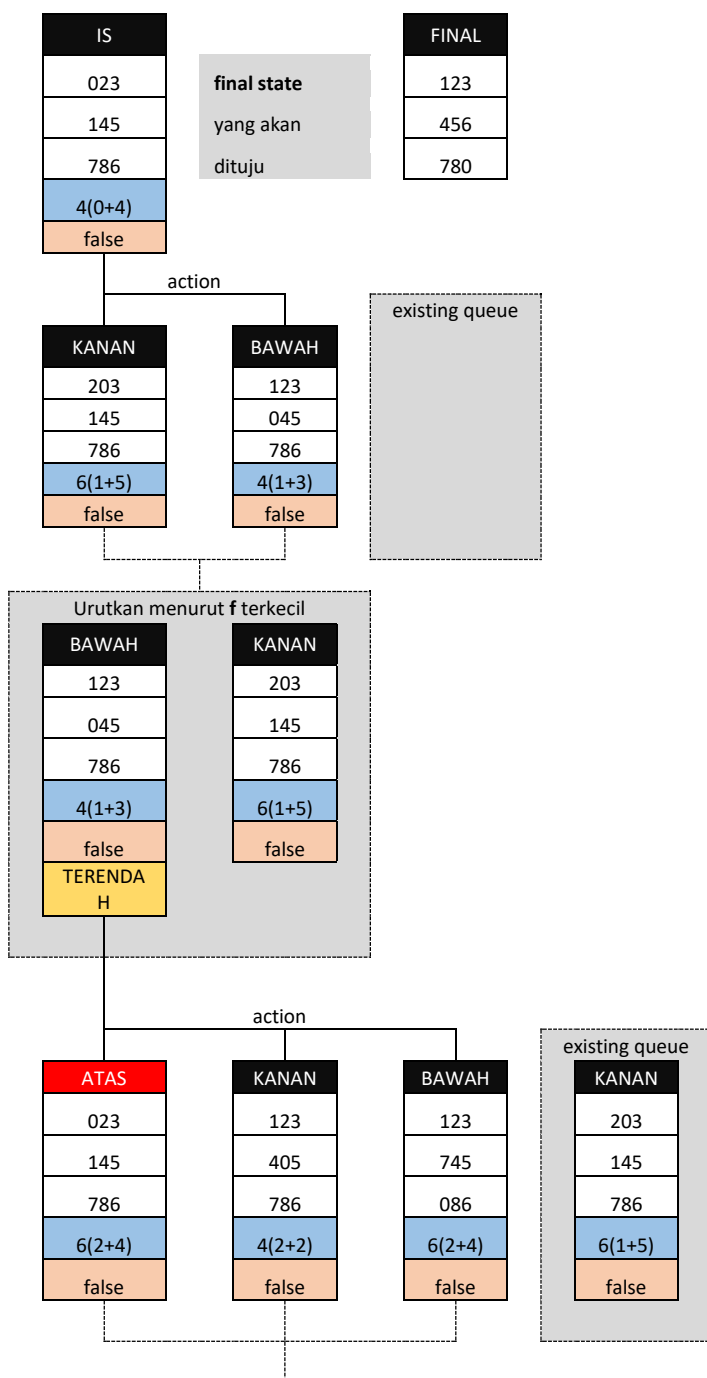 IS
FINAL
023
final state
123
145
yang akan
456
786
dituju
780
4(0+4)
false
action
existing queue
KANAN
BAWAH
203
123
145
045
786
786
6(1+5)
4(1+3)
false
false
Urutkan menurut f terkecil
BAWAH
KANAN
123
203
045
145
786
786
4(1+3)
6(1+5)
false
false
TERENDA
H
action
existing queue
ATAS
KANAN
BAWAH
KANAN
023
123
123
203
145
405
745
145
786
786
086
786
6(2+4)
4(2+2)
6(2+4)
6(1+5)
false
false
false
false